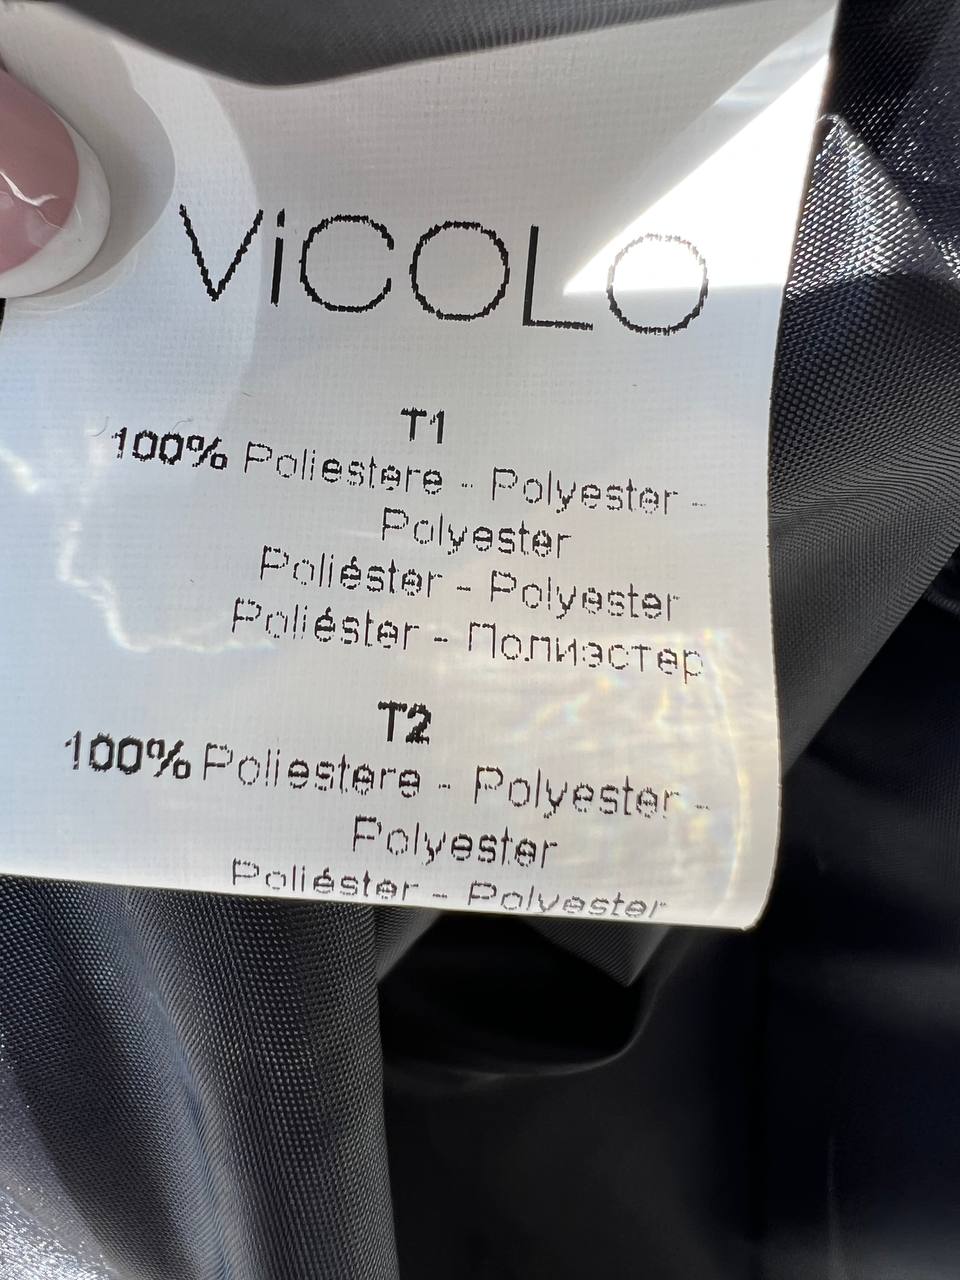 ViCOLO
T1
100% Poliestere - Polyester -
Polyester
Poliéster - Polyester
Poliéster - Полиэстер
T2
100% Poliestere - Polyester -
Polyester
Poliéster - Polyester